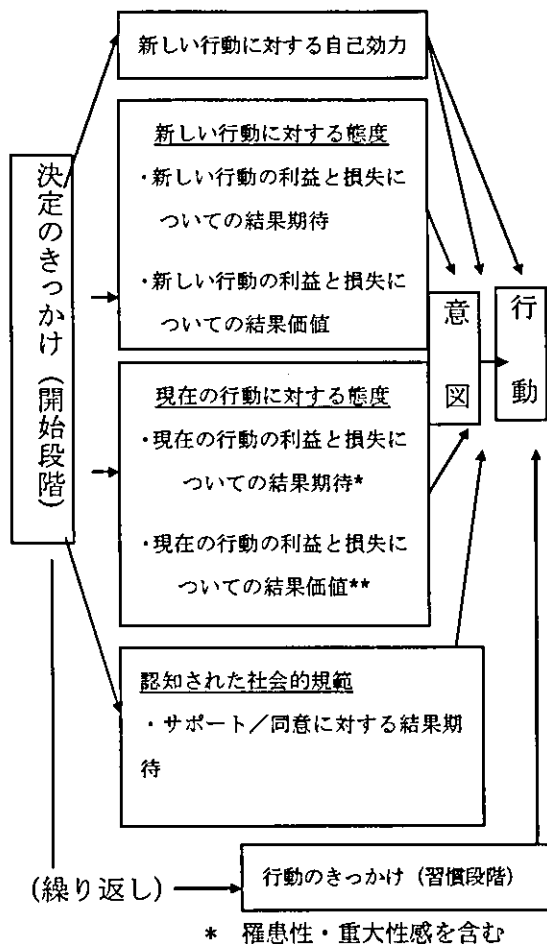 新しい行動に対する自己効力
新しい行動に対する態度
・新しい行動の利益と損失に
ついての結果期待
・新しい行動の利益と損失に
ついての結果価値
決定のきっかけ（開始段階）
意図
行動
現在の行動に対する態度
・現在の行動の利益と損失に
ついての結果期待*
・現在の行動の利益と損失に
ついての結果価値**
認知された社会的規範
・サポート／同意に対する結果期
待
(繰り返し)
行動のきっかけ（習慣段階）
* 罹患性・重大性感を含む